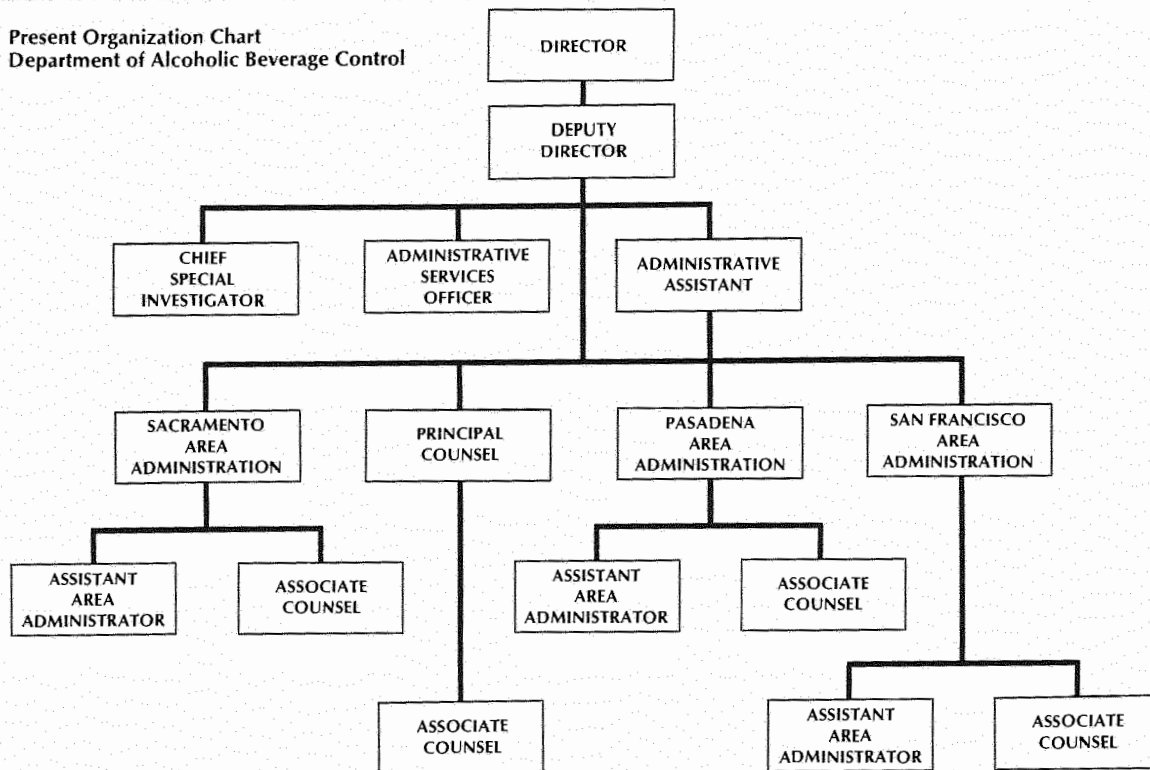 Present Organization Chart
Department of Alcoholic Beverage Control
DIRECTOR
DEPUTY
DIRECTOR
CHIEF
SPECIAL
INVESTIGATOR
ADMINISTRATIVE
SERVICES
OFFICER
ADMINISTRATIVE
ASSISTANT
SACRAMENTO
AREA
ADMINISTRATION
PRINCIPAL
COUNSEL
PASADENA
AREA
ADMINISTRATION
SAN FRANCISCO
AREA
ADMINISTRATION
ASSISTANT
AREA
ADMINISTRATOR
ASSOCIATE
COUNSEL
ASSISTANT
AREA
ADMINISTRATOR
ASSOCIATE
COUNSEL
ASSOCIATE
COUNSEL
ASSISTANT
AREA
ADMINISTRATOR
ASSOCIATE
COUNSEL